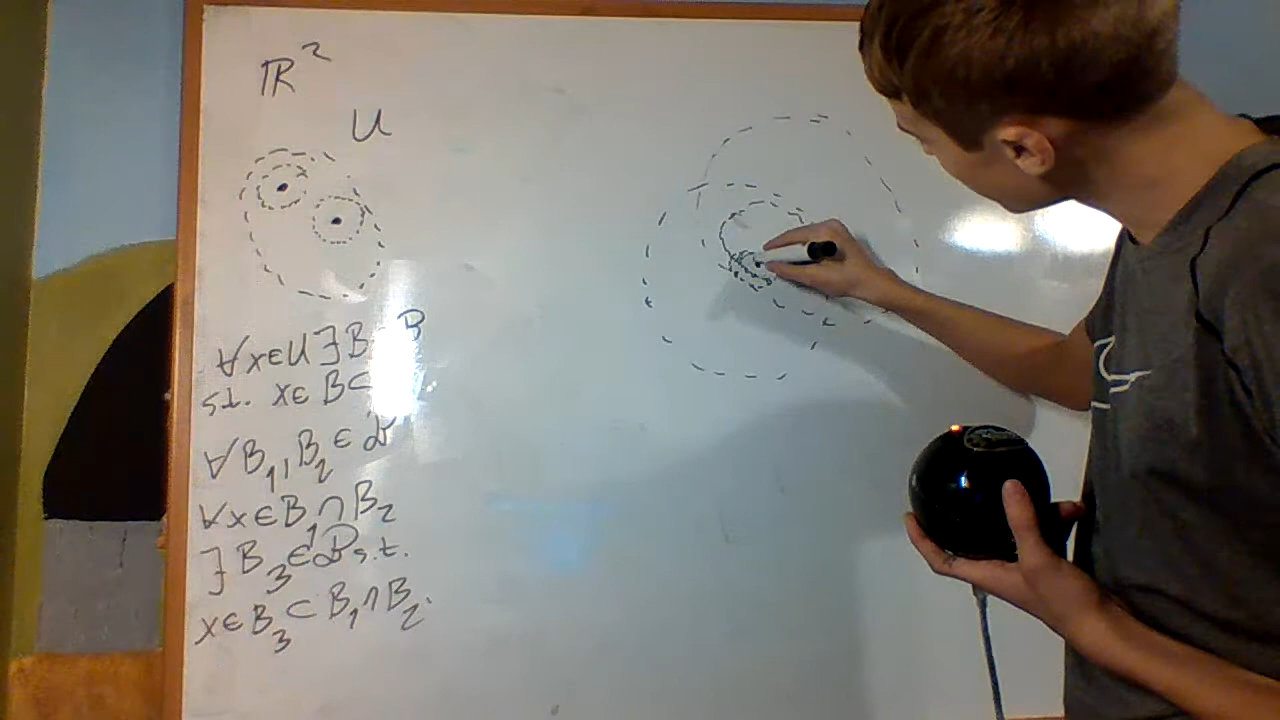 ℝ²
U
∀x∈U ∃B B
s.t. x∈B⊂
∀B₁,B₂∈ℬ
∀x∈B₁∩B₂
∃B₃∈ℬ s.t.
x∈B₃⊂B₁∩B₂.